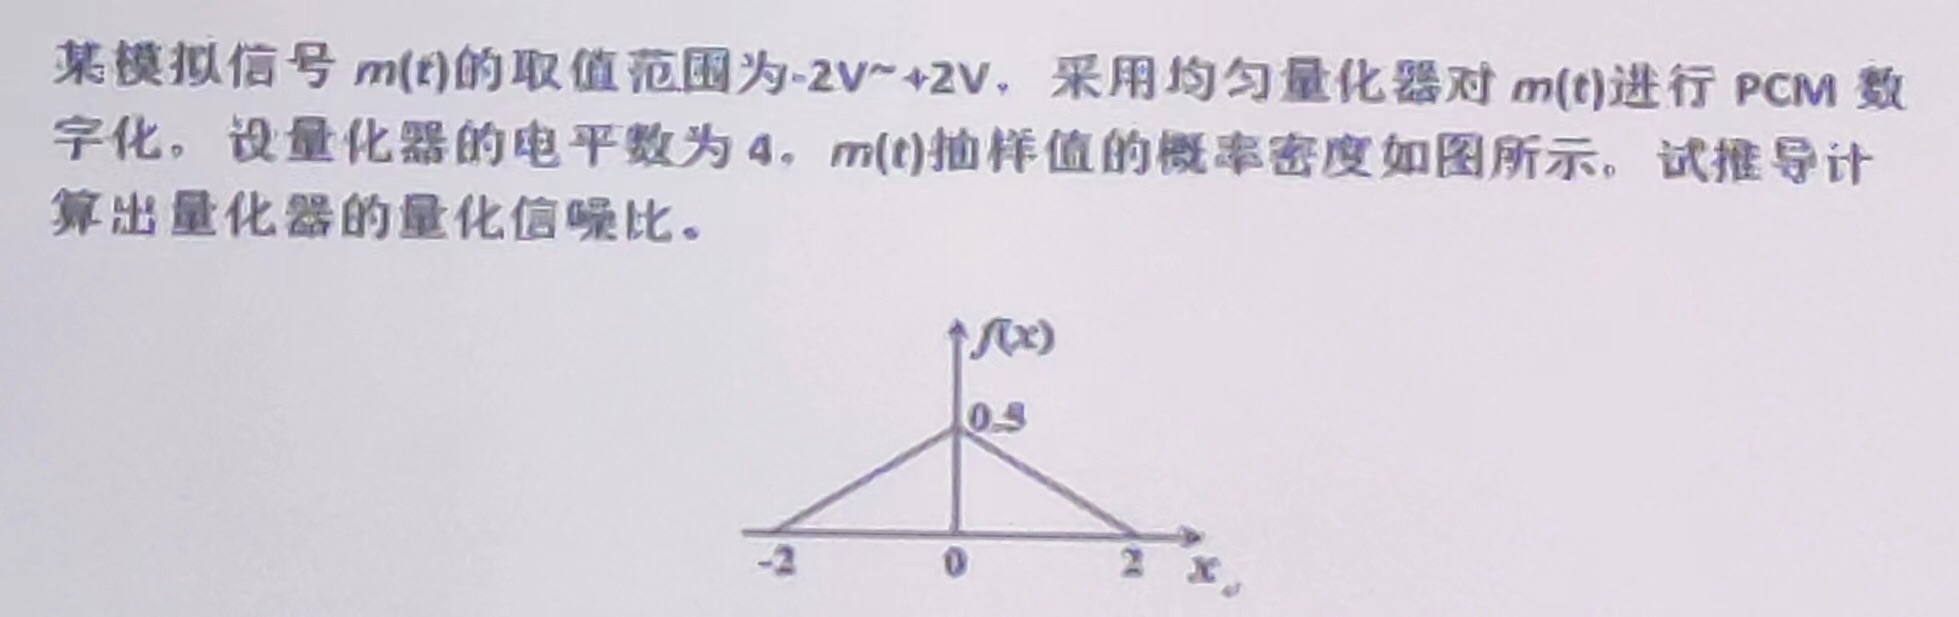 某模拟信号 m(t)的取值范围为-2V~+2V，采用均匀量化器对 m(t)进行 PCM 数
字化。设量化器的电平数为 4。m(t)抽样值的概率密度如图所示。试推导计
算出量化器的量化信噪比。
f(x)
0.5
-2 0 2 x